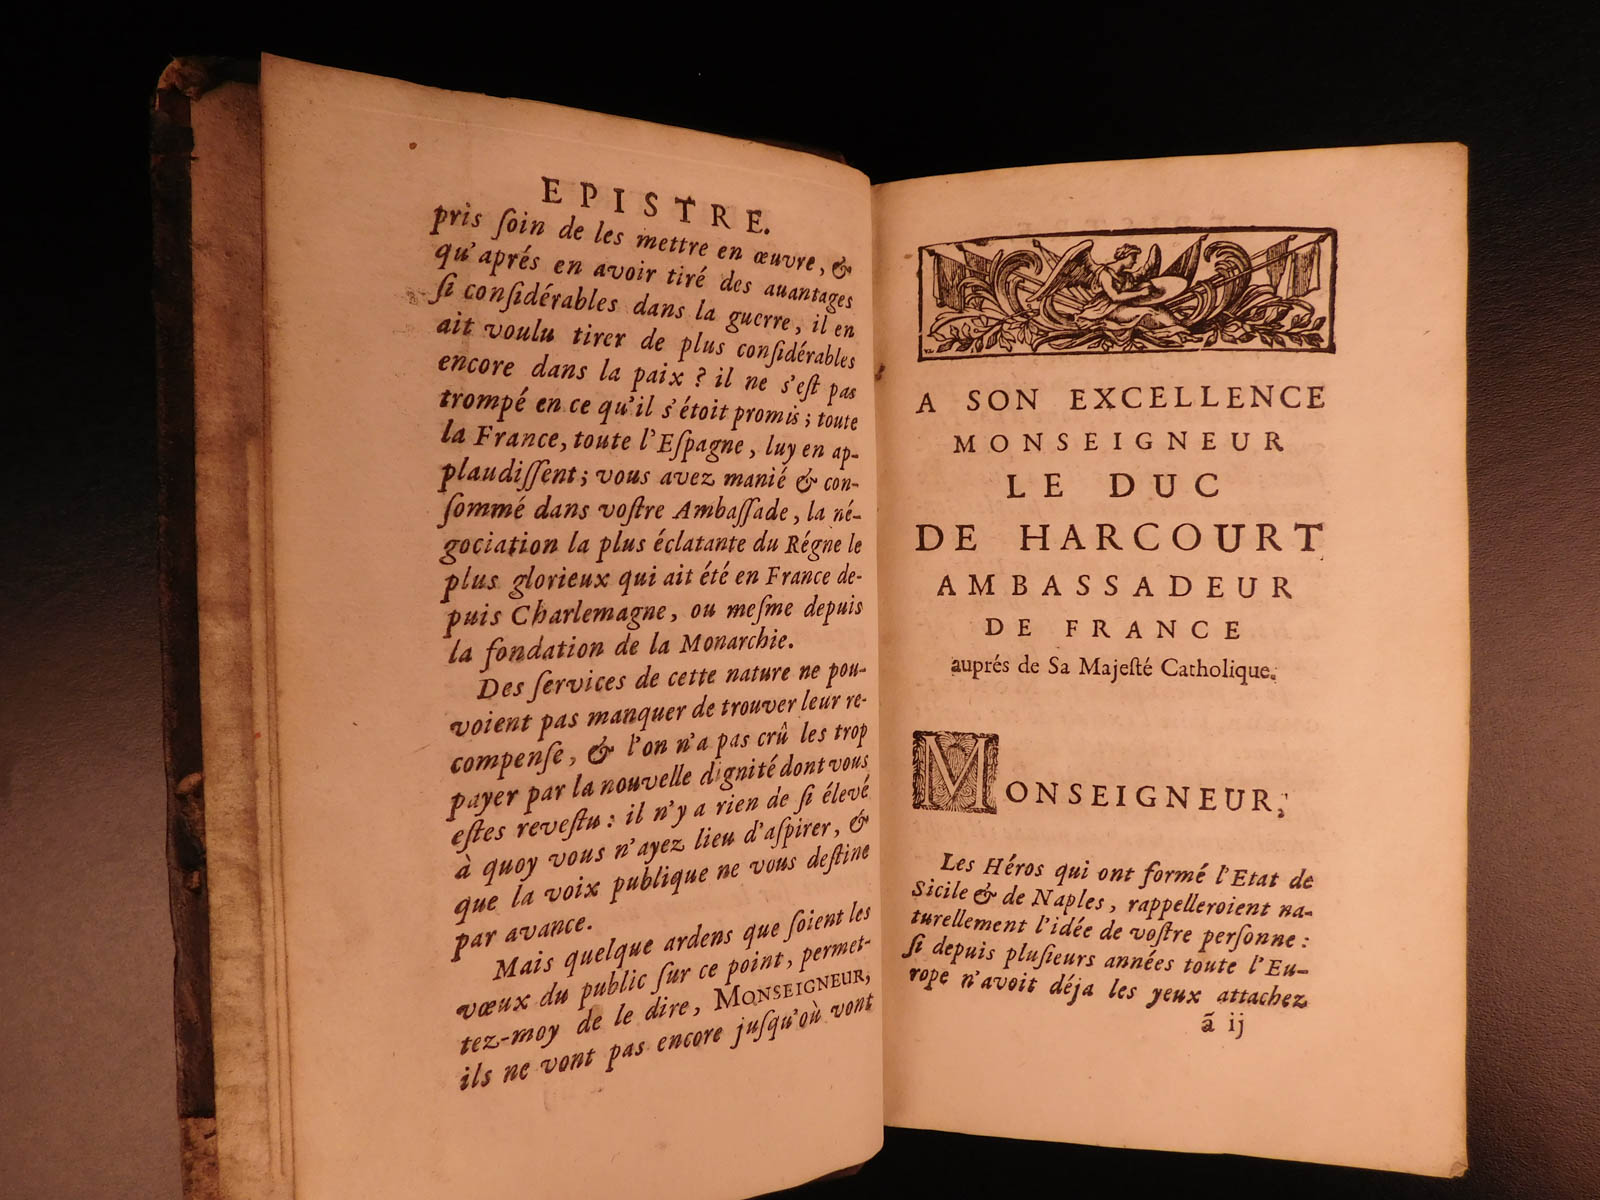 EPISTRE.
pris ſoin de les mettre en œuvre, &
qu'aprés en avoir tiré des auantages
ſi conſidérables dans la guerre, il en
ait voulu tirer de plus conſidérables
encore dans la paix ? il ne s'eſt pas
trompé en ce qu'il s'étoit promis ; toute
la France, toute l'Eſpagne, luy en ap-
plaudiſſent ; vous avez manié & con-
ſommé dans voſtre Ambaſſade, la né-
gociation la plus éclatante du Régne le
plus glorieux qui ait été en France de-
puis Charlemagne, ou meſme depuis
la fondation de la Monarchie.
Des ſervices de cette nature ne pou-
voient pas manquer de trouver leur re-
compenſe, & l'on n'a pas crû les trop
payer par la nouvelle dignité dont vous
eſtes reveſtu : il n'y a rien de ſi élevé
à quoy vous n'ayez lieu d'aſpirer, &
que la voix publique ne vous deſtine
par avance.
Mais quelque ardens que ſoient les
vœux du public ſur ce point, permet-
tez-moy de le dire, MONSEIGNEUR,
ils ne vont pas encore juſqu'où vont
A SON EXCELLENCE
MONSEIGNEUR
LE DUC
DE HARCOURT
AMBASSADEUR
DE FRANCE
auprés de Sa Majeſté Catholique.
MONSEIGNEUR,
Les Héros qui ont formé l'Etat de
Sicile & de Naples, rappelleroient na-
turellement l'idée de voſtre perſonne :
ſi depuis pluſieurs années toute l'Eu-
rope n'avoit déja les yeux attachez
ã ij